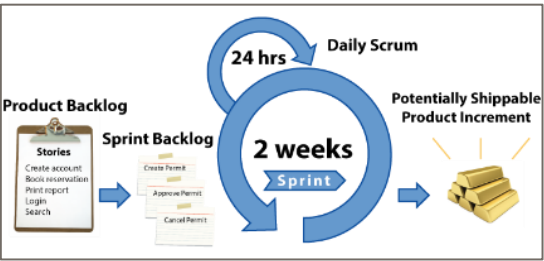 Product Backlog
Stories
Create account
Book reservation
Print report
Login
Search
Sprint Backlog
Create Permit
Approve Permit
Cancel Permit
24 hrs
Daily Scrum
2 weeks
Sprint
Potentially Shippable
Product Increment